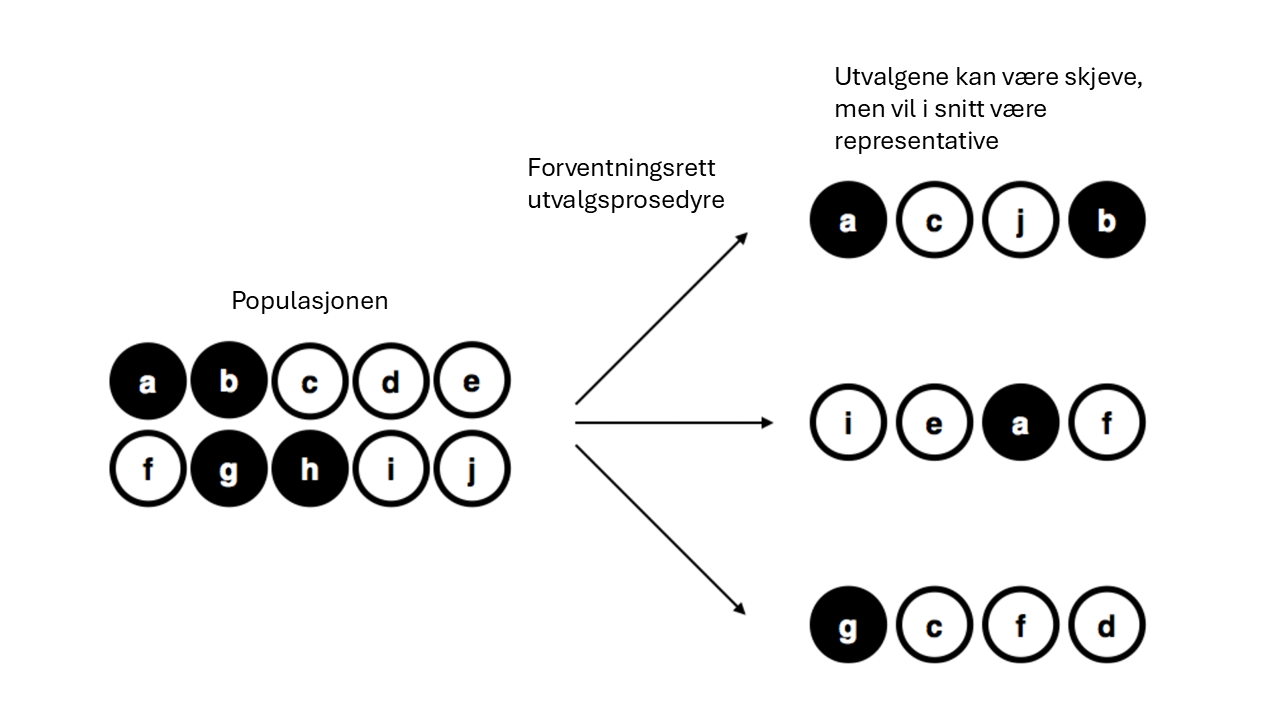 Utvalgene kan være skjeve,
men vil i snitt være
representative
Forventningsrett
utvalgsprosedyre
Populasjonen
a b c d e
f g h i j
a c j b
i e a f
g c f d